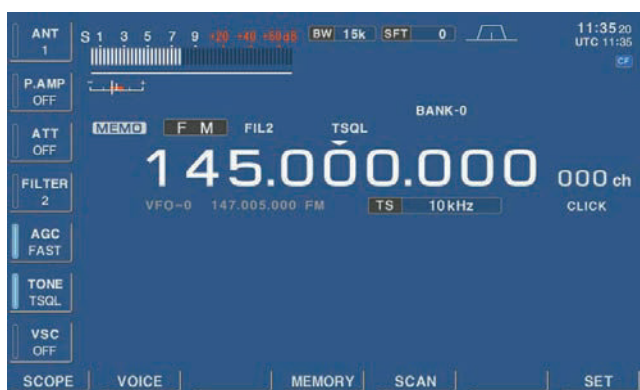 ANT
1
S 1 3 5 7 9 +20 +40 +60dB
BW 15k SFT 0
11:35 20
UTC 11:35
CF
P.AMP
OFF
BANK-0
MEMO FM FIL2 TSQL
ATT
OFF
145.000.000 000 ch
FILTER
2
VFO-0 147.005.000 FM TS 10kHz CLICK
AGC
FAST
TONE
TSQL
VSC
OFF
SCOPE VOICE MEMORY SCAN SET